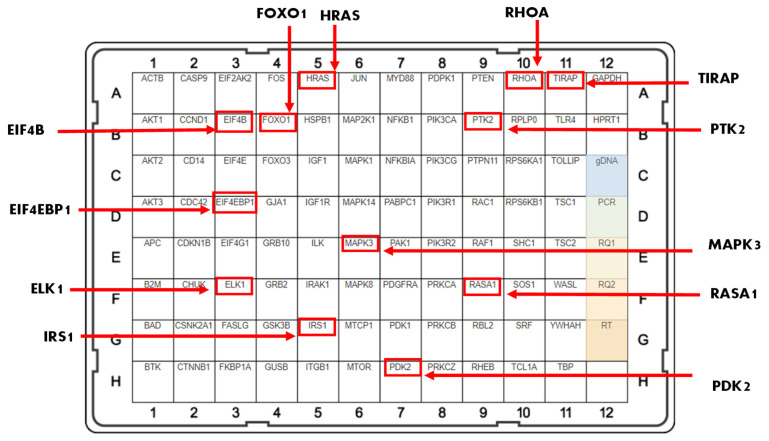 FOXO1 HRAS RHOA
1 2 3 4 5 6 7 8 9 10 11 12
A ACTB CASP9 EIF2AK2 FOS HRAS JUN MYD88 PDPK1 PTEN RHOA TIRAP GAPDH A TIRAP
EIF4B B AKT1 CCND1 EIF4B FOXO1 HSPB1 MAP2K1 NFKB1 PIK3CA PTK2 RPLP0 TLR4 HPRT1 B PTK2
C AKT2 CD14 EIF4E FOXO3 IGF1 MAPK1 NFKBIA PIK3CG PTPN11 RPS6KA1 TOLLIP gDNA C
EIF4EBP1 D AKT3 CDC42 EIF4EBP1 GJA1 IGF1R MAPK14 PABPC1 PIK3R1 RAC1 RPS6KB1 TSC1 PCR D
E APC CDKN1B EIF4G1 GRB10 ILK MAPK3 PAK1 PIK3R2 RAF1 SHC1 TSC2 RQ1 E MAPK3
ELK1 F B2M CHUK ELK1 GRB2 IRAK1 MAPK8 PDGFRA PRKCA RASA1 SOS1 WASL RQ2 F RASA1
IRS1 G BAD CSNK2A1 FASLG GSK3B IRS1 MTCP1 PDK1 PRKCB RBL2 SRF YWHAH RT G
H BTK CTNNB1 FKBP1A GUSB ITGB1 MTOR PDK2 PRKCZ RHEB TCL1A TBP H PDK2
1 2 3 4 5 6 7 8 9 10 11 12